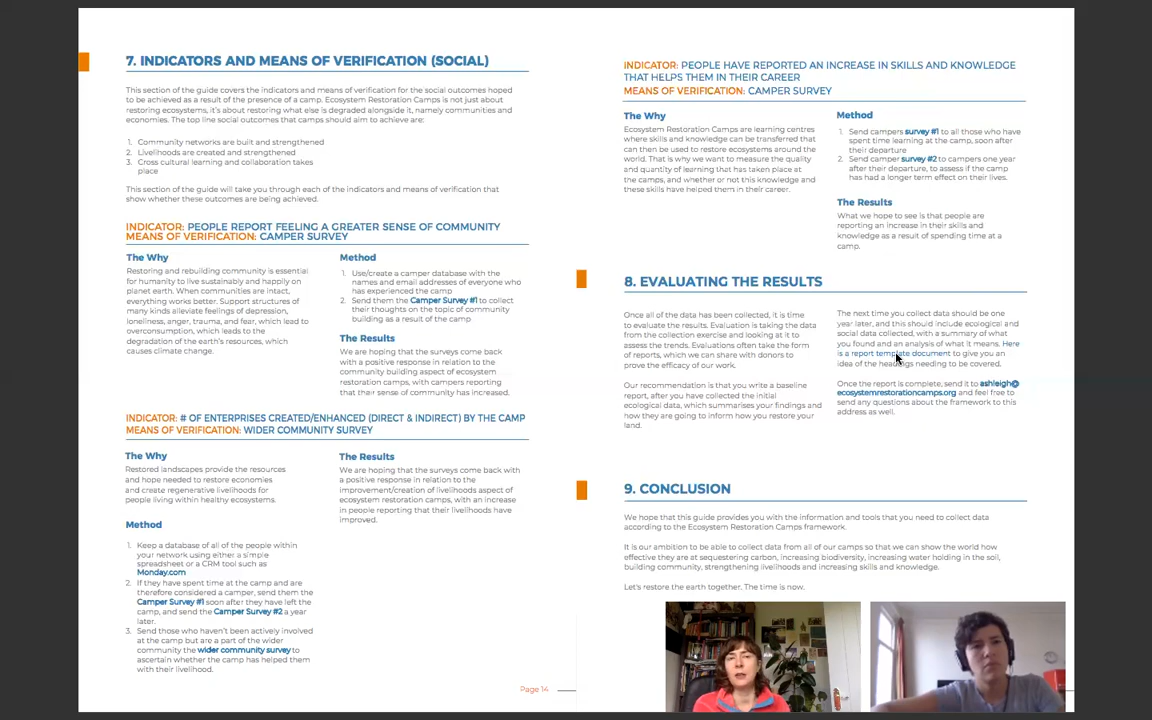 7. INDICATORS AND MEANS OF VERIFICATION (SOCIAL)
This section of the guide covers the indicators and means of verification for the social outcomes hoped
to be achieved as a result of the presence of a camp. Ecosystem Restoration Camps is not just about
restoring ecosystems, it's about restoring what else is degraded alongside it, namely communities and
economies. The top line social outcomes that camps should aim to achieve are:
1. Community networks are built and strengthened
2. Livelihoods are created and strengthened
3. Cross cultural learning and collaboration takes
place
This section of the guide will take you through each of the indicators and means of verification that
show whether these outcomes are being achieved.
INDICATOR: PEOPLE REPORT FEELING A GREATER SENSE OF COMMUNITY
MEANS OF VERIFICATION: CAMPER SURVEY
The Why
Restoring and rebuilding community is essential
for humanity to live sustainably and happily on
planet earth. When communities are intact,
everything works better. Support structures of
many kinds alleviate feelings of depression,
loneliness, anger, trauma, and fear, which lead to
overconsumption, which leads to the
degradation of the earth's resources, which
causes climate change.
Method
1. Use/create a camper database with the
names and email addresses of everyone who
has experienced the camp
2. Send them the Camper Survey #1 to collect
their thoughts on the topic of community
building as a result of the camp
The Results
We are hoping that the surveys come back
with a positive response in relation to the
community building aspect of ecosystem
restoration camps, with campers reporting
that their sense of community has increased.
INDICATOR: # OF ENTERPRISES CREATED/ENHANCED (DIRECT & INDIRECT) BY THE CAMP
MEANS OF VERIFICATION: WIDER COMMUNITY SURVEY
The Why
Restored landscapes provide the resources
and hope needed to restore economies
and create regenerative livelihoods for
people living within healthy ecosystems.
Method
1. Keep a database of all of the people within
your network using either a simple
spreadsheet or a CRM tool such as
Monday.com
2. If they have spent time at the camp and are
therefore considered a camper, send them the
Camper Survey #1 soon after they have left the
camp, and send the Camper Survey #2 a year
later.
3. Send those who haven't been actively involved
at the camp but are a part of the wider
community the wider community survey to
ascertain whether the camp has helped them
with their livelihood.
The Results
We are hoping that the surveys come back with
a positive response in relation to the
improvement/creation of livelihoods aspect of
ecosystem restoration camps, with an increase
in people reporting that their livelihoods have
improved.
Page 14
INDICATOR: PEOPLE HAVE REPORTED AN INCREASE IN SKILLS AND KNOWLEDGE
THAT HELPS THEM IN THEIR CAREER
MEANS OF VERIFICATION: CAMPER SURVEY
The Why
Ecosystem Restoration Camps are learning centres
where skills and knowledge can be transferred that
can then be used to restore ecosystems around the
world. That is why we want to measure the quality
and quantity of learning that has taken place at
the camps, and whether or not this knowledge and
these skills have helped them in their career.
Method
1. Send campers survey #1 to all those who have
spent time learning at the camp, soon after
their departure
2. Send camper survey #2 to campers one year
after their departure, to assess if the camp
has had a longer term effect on their lives.
The Results
What we hope to see is that people are
reporting an increase in their skills and
knowledge as a result of spending time at a
camp.
8. EVALUATING THE RESULTS
Once all of the data has been collected, it is time
to evaluate the results. Evaluation is taking the data
from the collection exercise and looking at it to
assess the trends. Evaluations often take the form
of reports, which we can share with donors to
prove the efficacy of our work.
Our recommendation is that you write a baseline
report, after you have collected the initial
ecological data, which summarises your findings and
how they are going to inform how you restore your
land.
The next time you collect data should be one
year later, and this should include ecological and
social data collected, with a summary of what
you found and an analysis of what it means. Here
is a report template document to give you an
idea of the headings needing to be covered.
Once the report is complete, send it to ashleigh@
ecosystemrestorationcamps.org and feel free to
send any questions about the framework to this
address as well.
9. CONCLUSION
We hope that this guide provides you with the information and tools that you need to collect data
according to the Ecosystem Restoration Camps framework.
It is our ambition to be able to collect data from all of our camps so that we can show the world how
effective they are at sequestering carbon, increasing biodiversity, increasing water holding in the soil,
building community, strengthening livelihoods and increasing skills and knowledge.
Let's restore the earth together. The time is now.